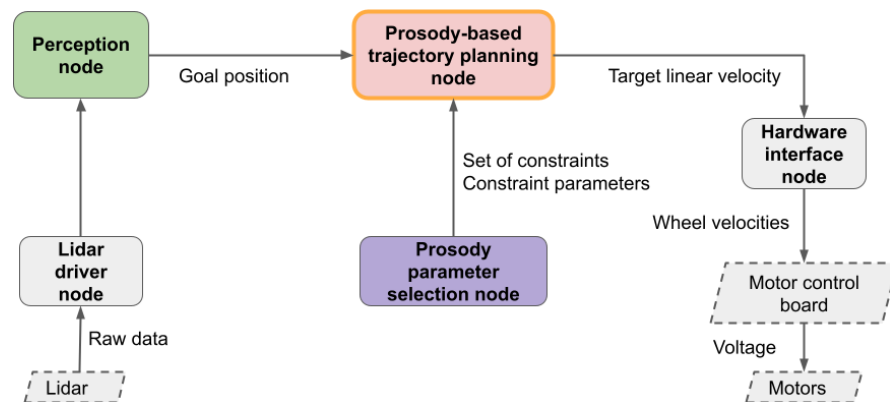 Perception
node
Goal position
Prosody-based
trajectory planning
node
Target linear velocity
Hardware
interface
node
Set of constraints
Constraint parameters
Wheel velocities
Lidar
driver
node
Prosody
parameter
selection node
Motor control
board
Raw data
Voltage
Lidar
Motors